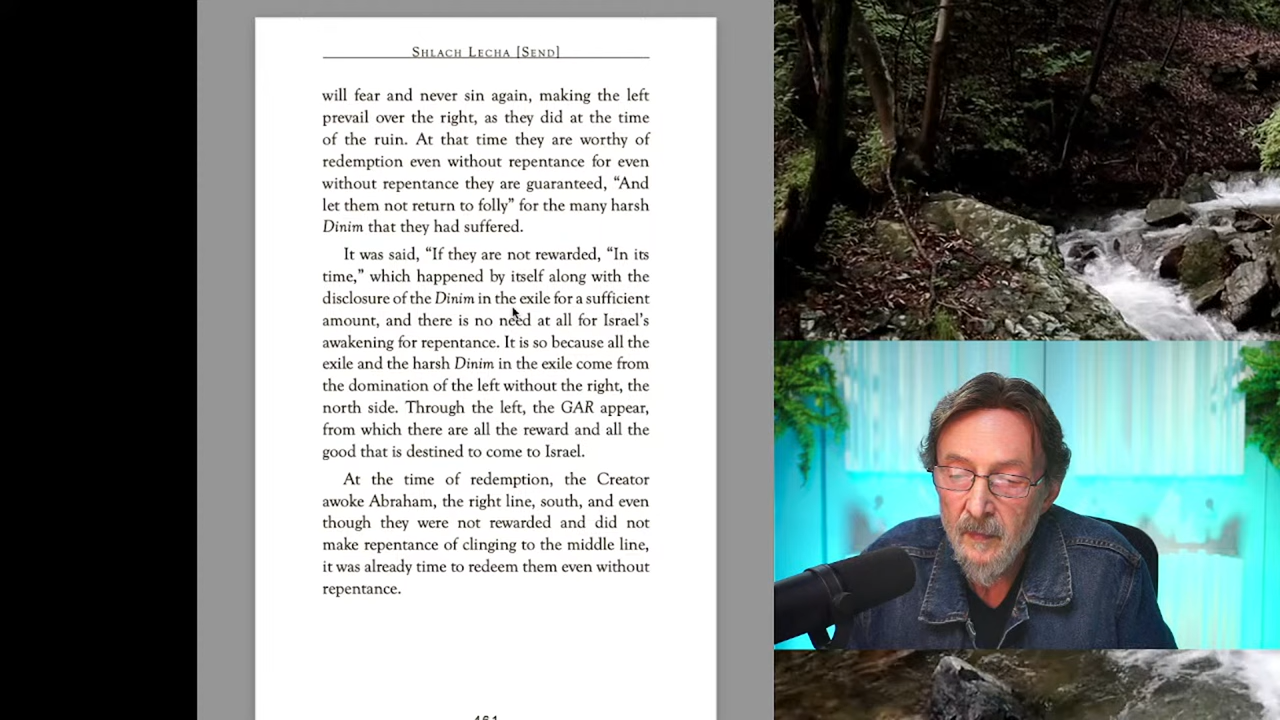 Shlach Lecha [Send]
will fear and never sin again, making the left
prevail over the right, as they did at the time
of the ruin. At that time they are worthy of
redemption even without repentance for even
without repentance they are guaranteed, “And
let them not return to folly” for the many harsh
Dinim that they had suffered.
It was said, “If they are not rewarded, “In its
time,” which happened by itself along with the
disclosure of the Dinim in the exile for a sufficient
amount, and there is no need at all for Israel’s
awakening for repentance. It is so because all the
exile and the harsh Dinim in the exile come from
the domination of the left without the right, the
north side. Through the left, the GAR appear,
from which there are all the reward and all the
good that is destined to come to Israel.
At the time of redemption, the Creator
awoke Abraham, the right line, south, and even
though they were not rewarded and did not
make repentance of clinging to the middle line,
it was already time to redeem them even without
repentance.
461